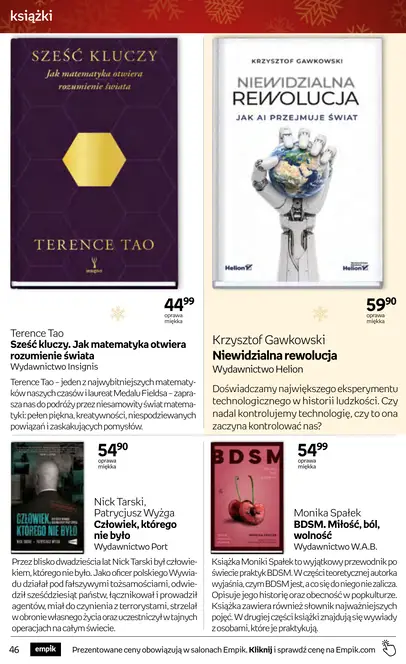 książki
SZEŚĆ KLUCZY
Jak matematyka otwiera
rozumienie świata
TERENCE TAO
insignis
KRZYSZTOF GAWKOWSKI
NIEWIDZIALNA
REWOLUCJA
JAK AI PRZEJMUJE ŚWIAT
Helion
Helion
44 99
oprawa
miękka
Terence Tao
Sześć kluczy. Jak matematyka otwiera
rozumienie świata
Wydawnictwo Insignis
Terence Tao – jeden z najwybitniejszych matematy-
ków naszych czasów i laureat Medalu Fieldsa – zapra-
sza nas do podróży przez niesamowity świat matema-
tyki: pełen piękna, kreatywności, niespodziewanych
powiązań i zaskakujących pomysłów.
59 90
oprawa
miękka
Krzysztof Gawkowski
Niewidzialna rewolucja
Wydawnictwo Helion
Doświadczamy największego eksperymentu
technologicznego w historii ludzkości. Czy
nadal kontrolujemy technologię, czy to ona
zaczyna kontrolować nas?
CZŁOWIEK,
KTÓREGO
NIE BYŁO
54 90
oprawa
miękka
Nick Tarski,
Patrycjusz Wyżga
Człowiek, którego
nie było
Wydawnictwo Port
Przez blisko dwadzieścia lat Nick Tarski był człowie-
kiem, którego nie było. Jako oficer polskiego Wywia-
du działał pod fałszywymi tożsamościami, odwie-
dził sześćdziesiąt państw, łącznikował i prowadził
agentów, miał do czynienia z terrorystami, strzelał
w obronie własnego życia oraz uczestniczył w tajnych
operacjach na całym świecie.
BDSM
54 99
oprawa
miękka
Monika Spałek
BDSM. Miłość, ból,
wolność
Wydawnictwo W.A.B.
Książka Moniki Spałek to wyjątkowy przewodnik po
świecie praktyk BDSM. W części teoretycznej autorka
wyjaśnia, czym BDSM jest, a co się do niego nie zalicza.
Opisuje jego historię oraz obecność w popkulturze.
Książka zawiera również słownik najważniejszych
pojęć. W drugiej części książki znajdują się wywiady
z osobami, które je praktykują.
46
empik
Prezentowane ceny obowiązują w salonach Empik. Kliknij i sprawdź cenę na Empik.com